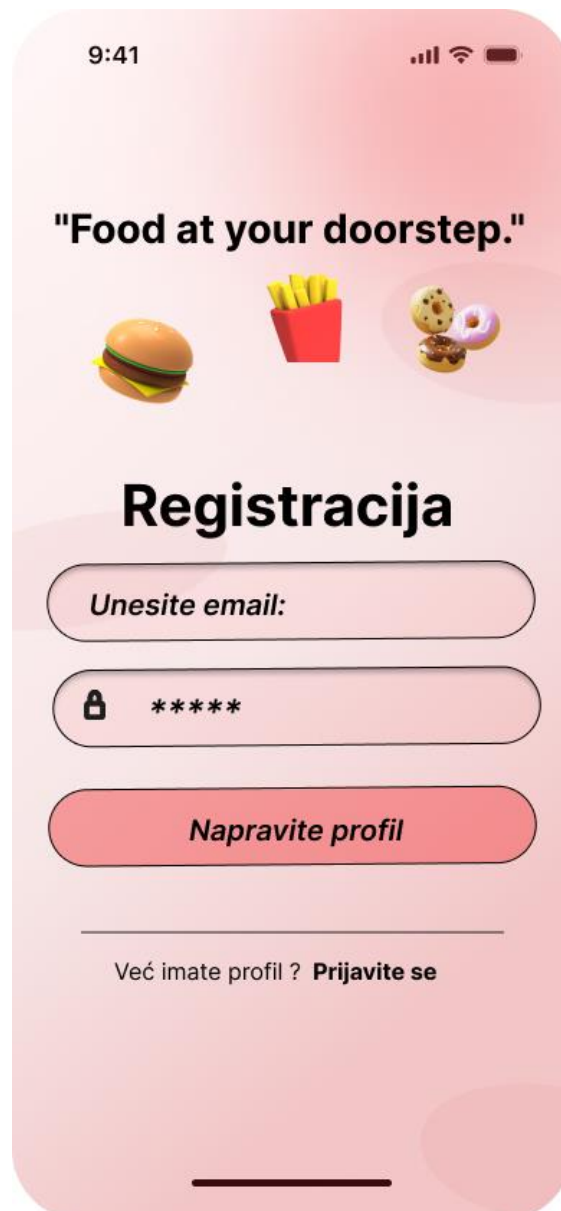 9:41
"Food at your doorstep."
Registracija
Unesite email:
*****
Napravite profil
Već imate profil ? Prijavite se